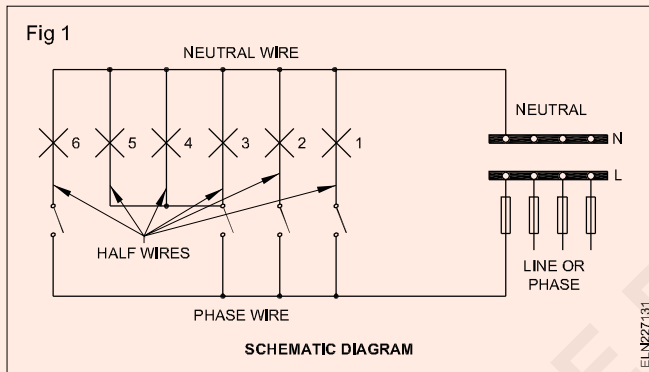 Fig 1
NEUTRAL WIRE
NEUTRAL
N
6
5
4
3
2
1
L
HALF WIRES
LINE OR
PHASE
PHASE WIRE
SCHEMATIC DIAGRAM
ELN227131